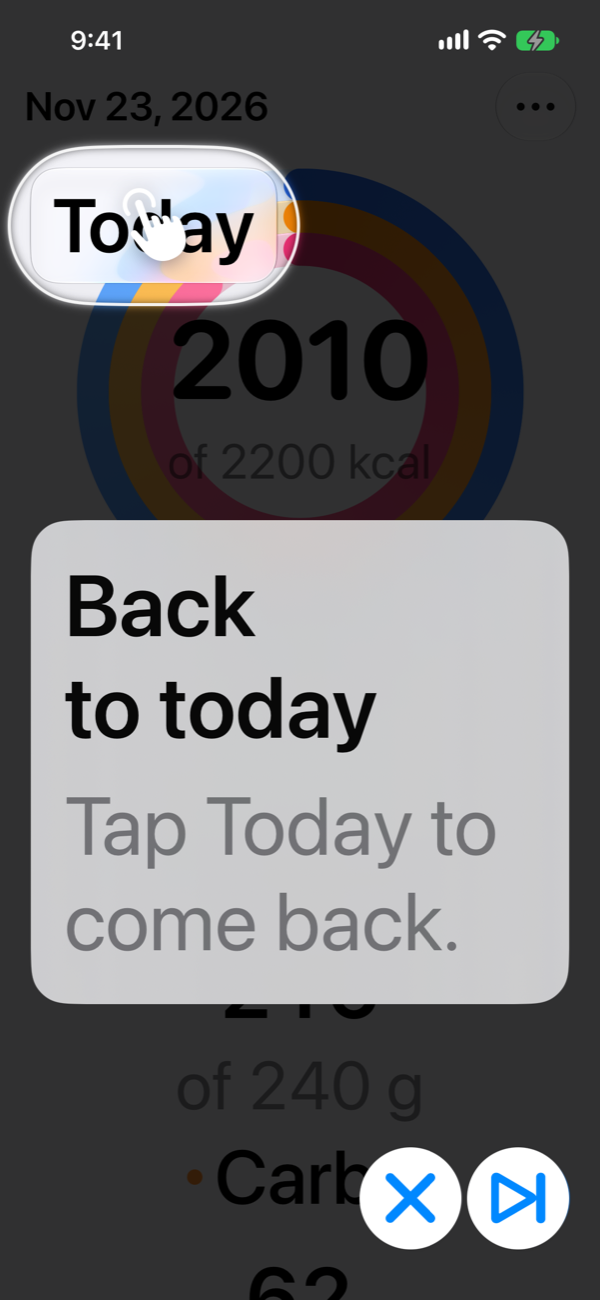 9:41
Nov 23, 2026
Today
2010
of 2200 kcal
Back
to today
Tap Today to
come back.
of 240 g
Carb
62